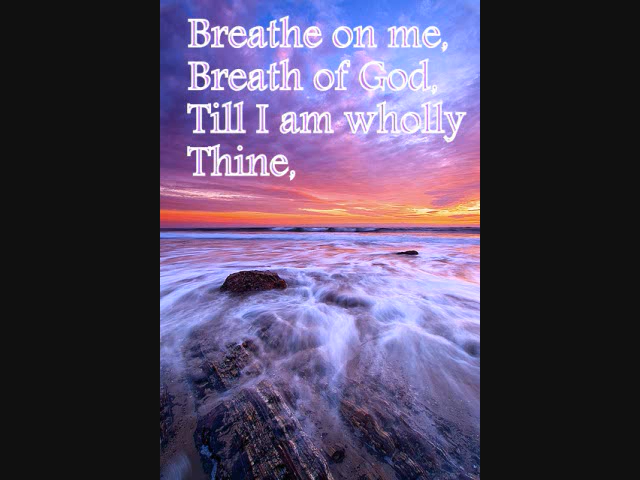 Breathe on me,
Breath of God,
Till I am wholly
Thine,